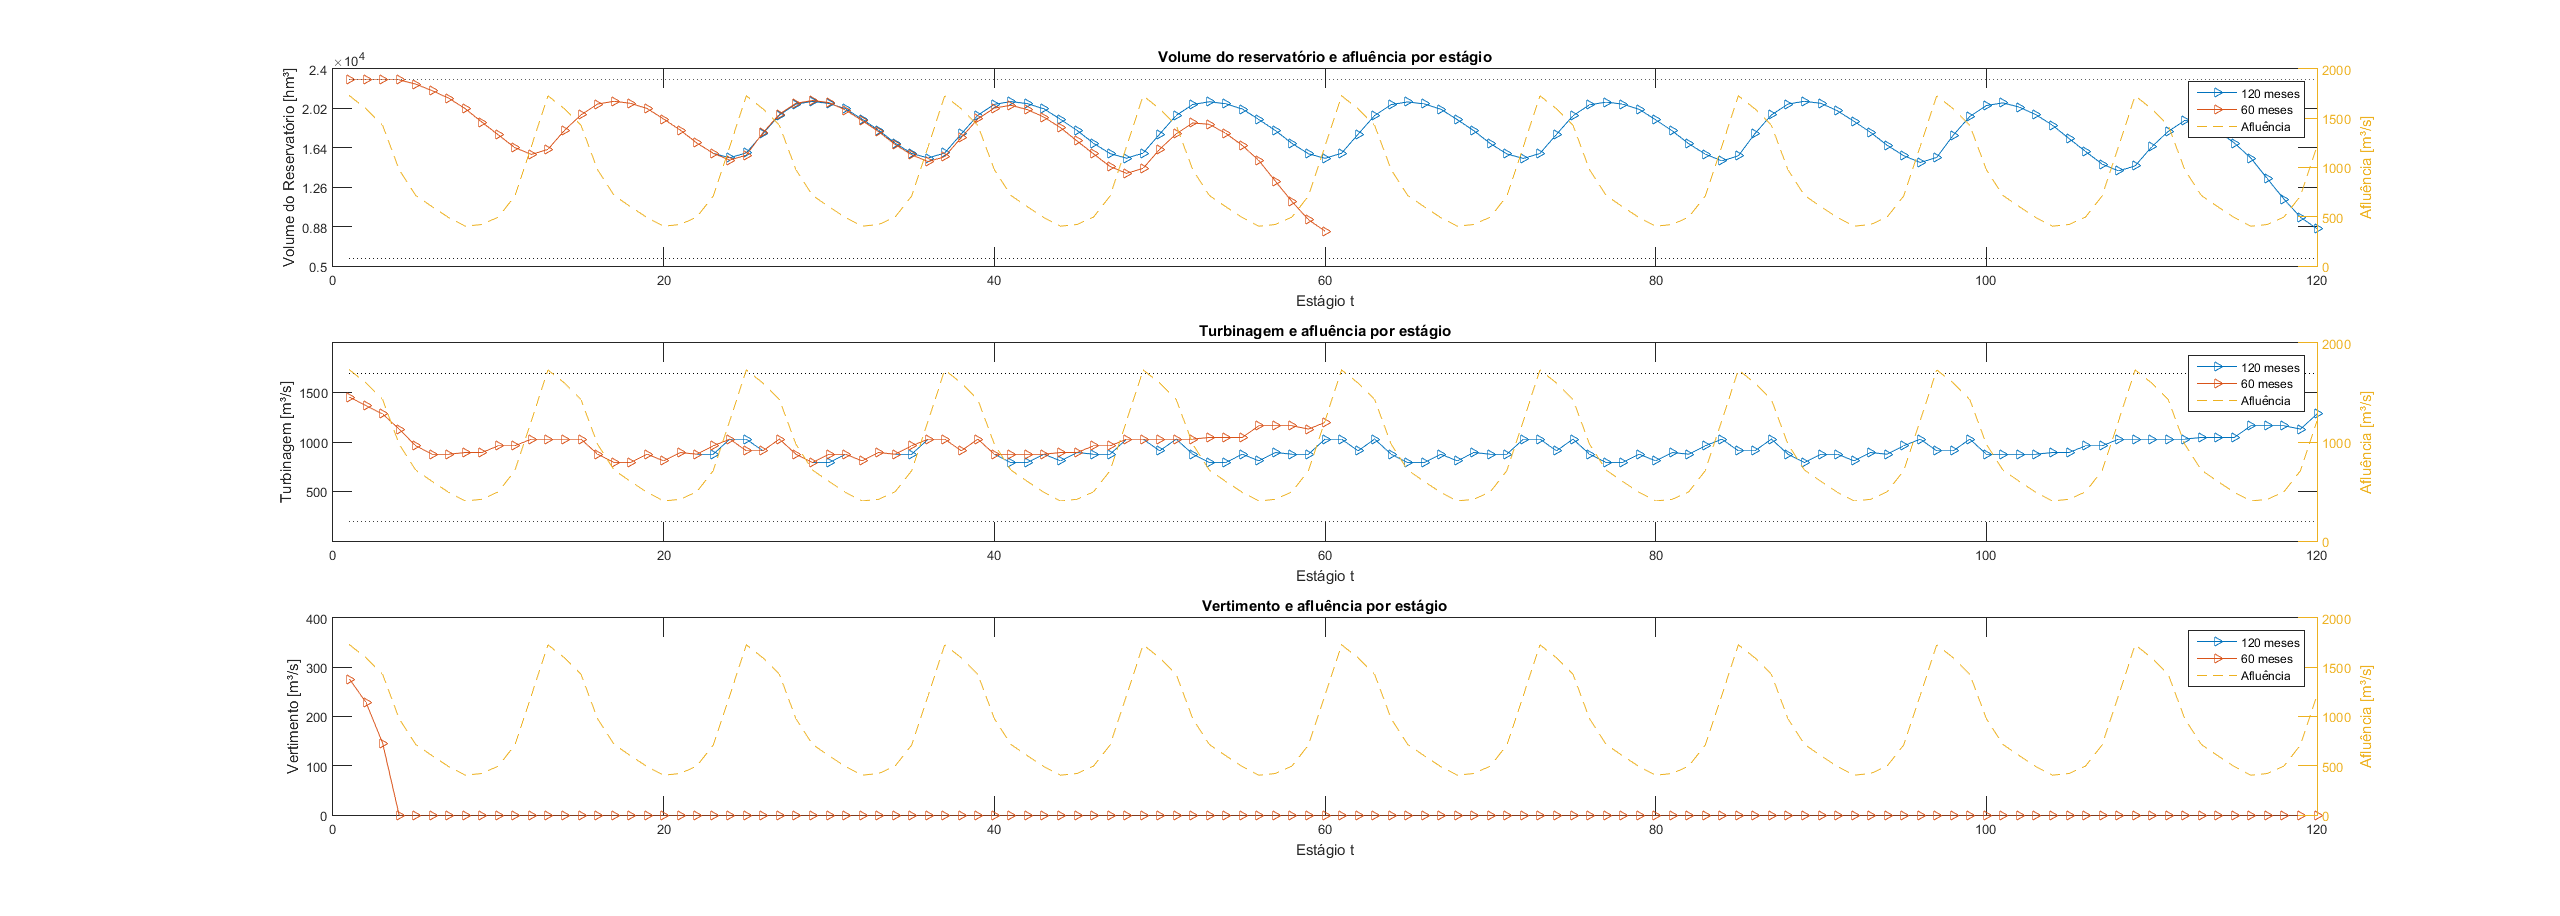 Volume do reservatório e afluência por estágio
×10⁴
2.4
2.02
1.64
1.26
0.88
0.5
Volume do Reservatório [hm³]
2000
1500
1000
500
0
Afluência [m³/s]
120 meses
60 meses
Afluência
0 20 40 60 80 100 120
Estágio t
Turbinagem e afluência por estágio
1500
1000
500
Turbinagem [m³/s]
2000
1000
0
Afluência [m³/s]
120 meses
60 meses
Afluência
0 20 40 60 80 100 120
Estágio t
Vertimento e afluência por estágio
400
300
200
100
0
Vertimento [m³/s]
2000
1500
1000
500
0
Afluência [m³/s]
120 meses
60 meses
Afluência
0 20 40 60 80 100 120
Estágio t